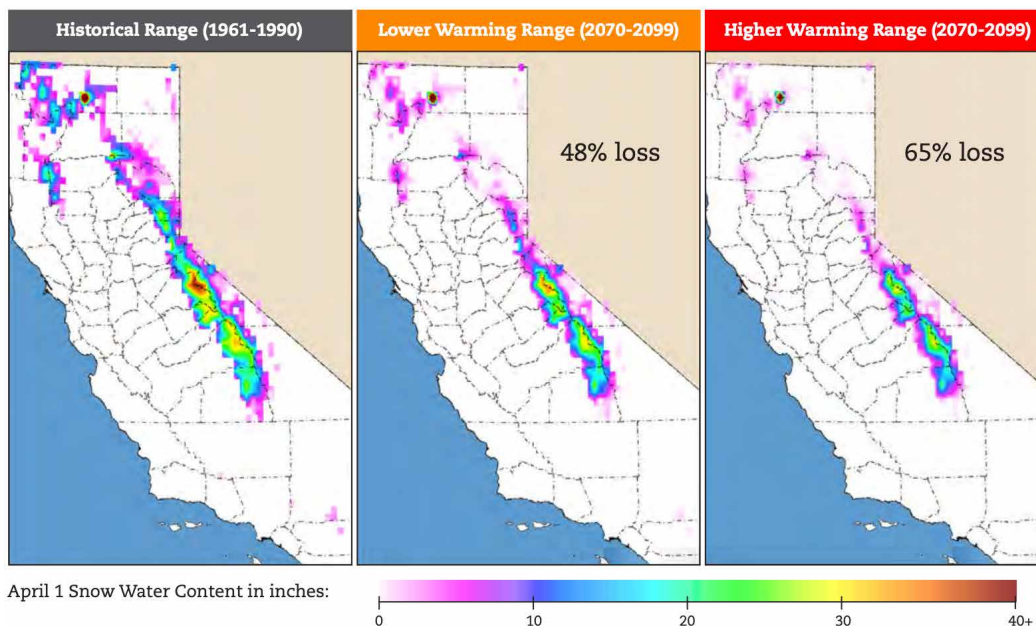 Historical Range (1961-1990)
Lower Warming Range (2070-2099)
Higher Warming Range (2070-2099)
48% loss
65% loss
April 1 Snow Water Content in inches:
0 10 20 30 40+